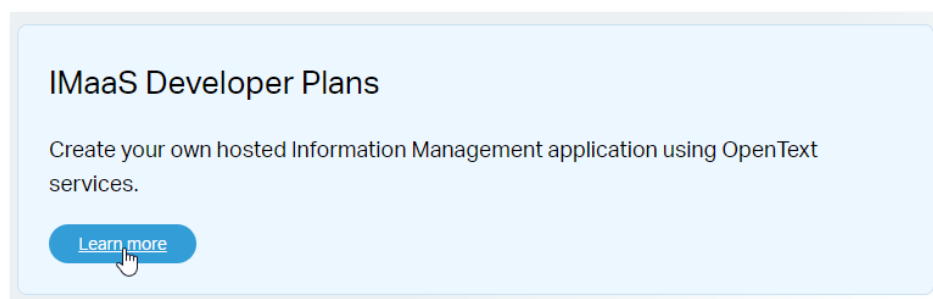 IMaaS Developer Plans
Create your own hosted Information Management application using OpenText
services.
Learn more